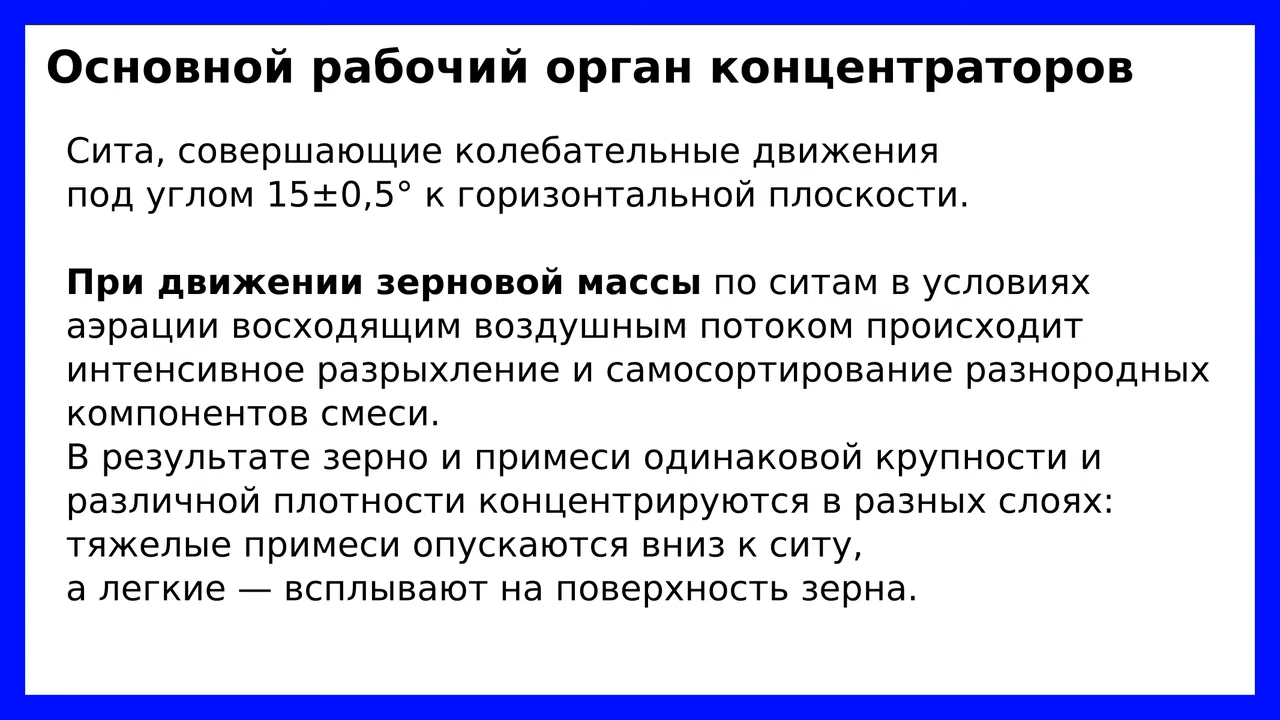 Основной рабочий орган концентраторов
Сита, совершающие колебательные движения
под углом 15±0,5° к горизонтальной плоскости.
При движении зерновой массы по ситам в условиях
аэрации восходящим воздушным потоком происходит
интенсивное разрыхление и самосортирование разнородных
компонентов смеси.
В результате зерно и примеси одинаковой крупности и
различной плотности концентрируются в разных слоях:
тяжелые примеси опускаются вниз к ситу,
а легкие — всплывают на поверхность зерна.